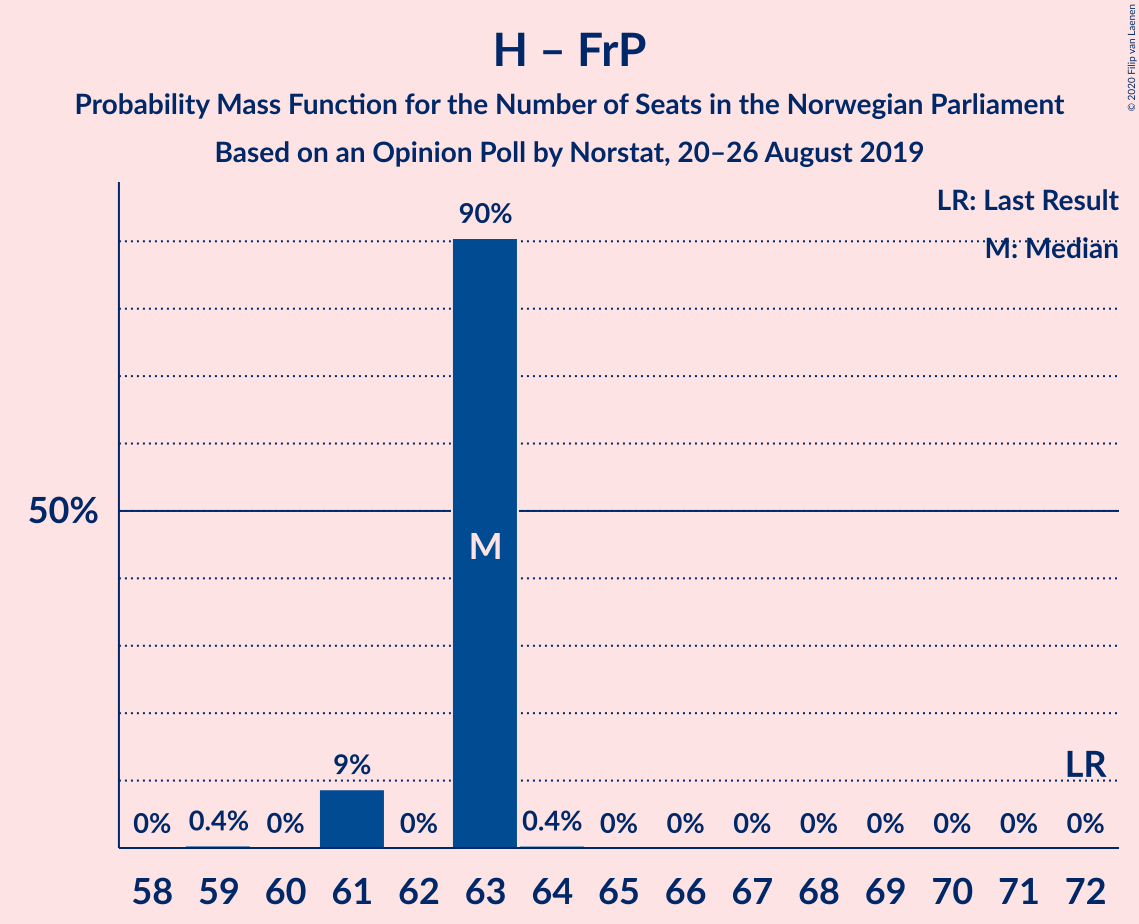 H – FrP
Probability Mass Function for the Number of Seats in the Norwegian Parliament
Based on an Opinion Poll by Norstat, 20–26 August 2019
© 2020 Filip van Laenen
LR: Last Result
M: Median
90%
50%
M
9%
LR
0% 0.4% 0% 0% 0.4% 0% 0% 0% 0% 0% 0% 0% 0%
58 59 60 61 62 63 64 65 66 67 68 69 70 71 72